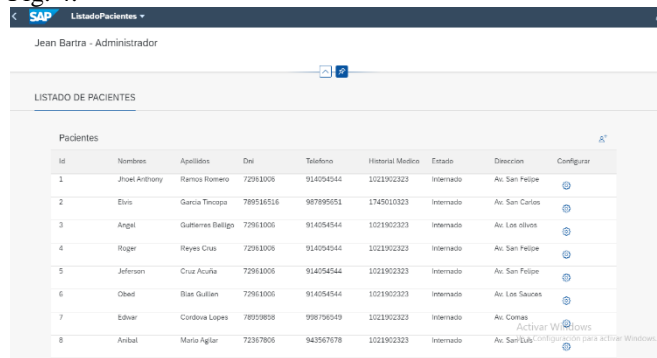 SAP ListadoPacientes
Jean Bartra - Administrador
LISTADO DE PACIENTES
Pacientes
Id Nombres Apellidos Dni Telefono Historial Medico Estado Direccion Configurar
1 Jhoel Anthony Ramos Romero 72961006 914054544 1021902323 Internado Av. San Felipe
2 Elvis Garcia Tincopa 789516516 987895651 1745010323 Internado Av. San Carlos
3 Angel Guttierres Belligo 72961006 914054544 1021902323 Internado Av. Los olivos
4 Roger Reyes Crus 72961006 914054544 1021902323 Internado Av. San Felipe
5 Jeferson Cruz Acuña 72961006 914054544 1021902323 Internado Av. San Felipe
6 Obed Blas Guillen 72961006 914054544 1021902323 Internado Av. Los Sauces
7 Edwar Cordova Lopes 78959858 998756549 1021902323 Internado Av. Comas
Activar Windows
8 Anibal Mario Agilar 72367806 943567678 1021902323 Internado Av. San Luis
Configuración para activar Windows